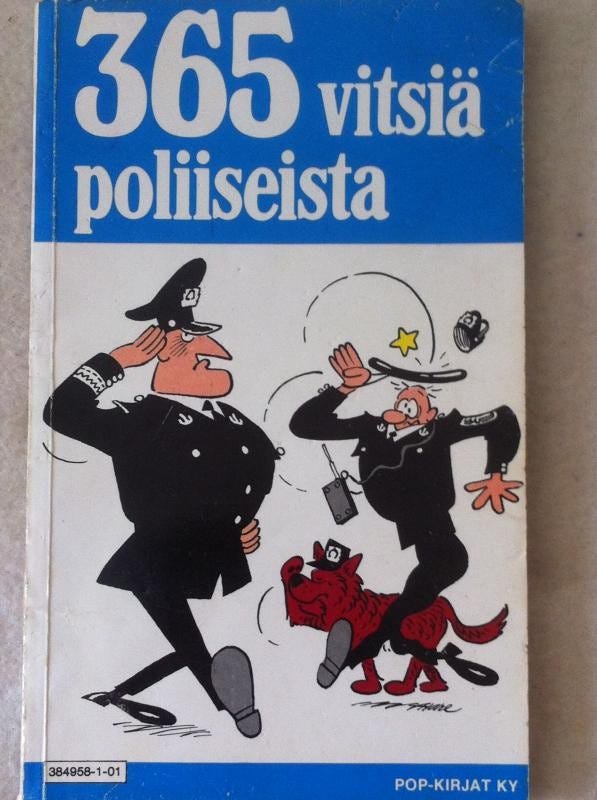 365 vitsiä
poliiseista
384958-1-01
POP-KIRJAT KY